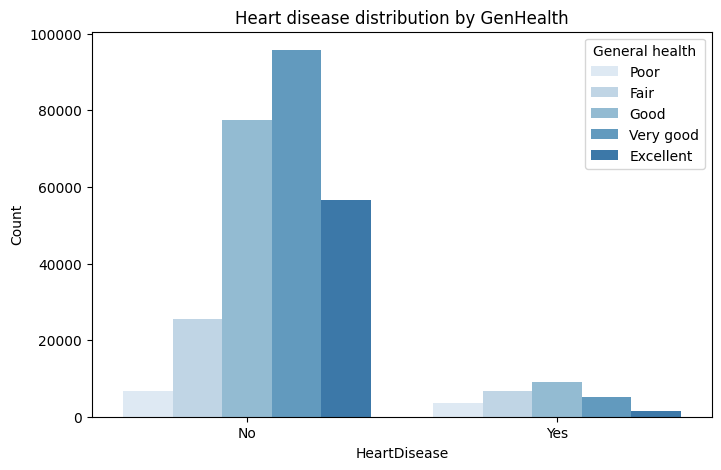 Heart disease distribution by GenHealth
General health
Poor
Fair
Good
Very good
Excellent
Count
100000
80000
60000
40000
20000
0
No
Yes
HeartDisease